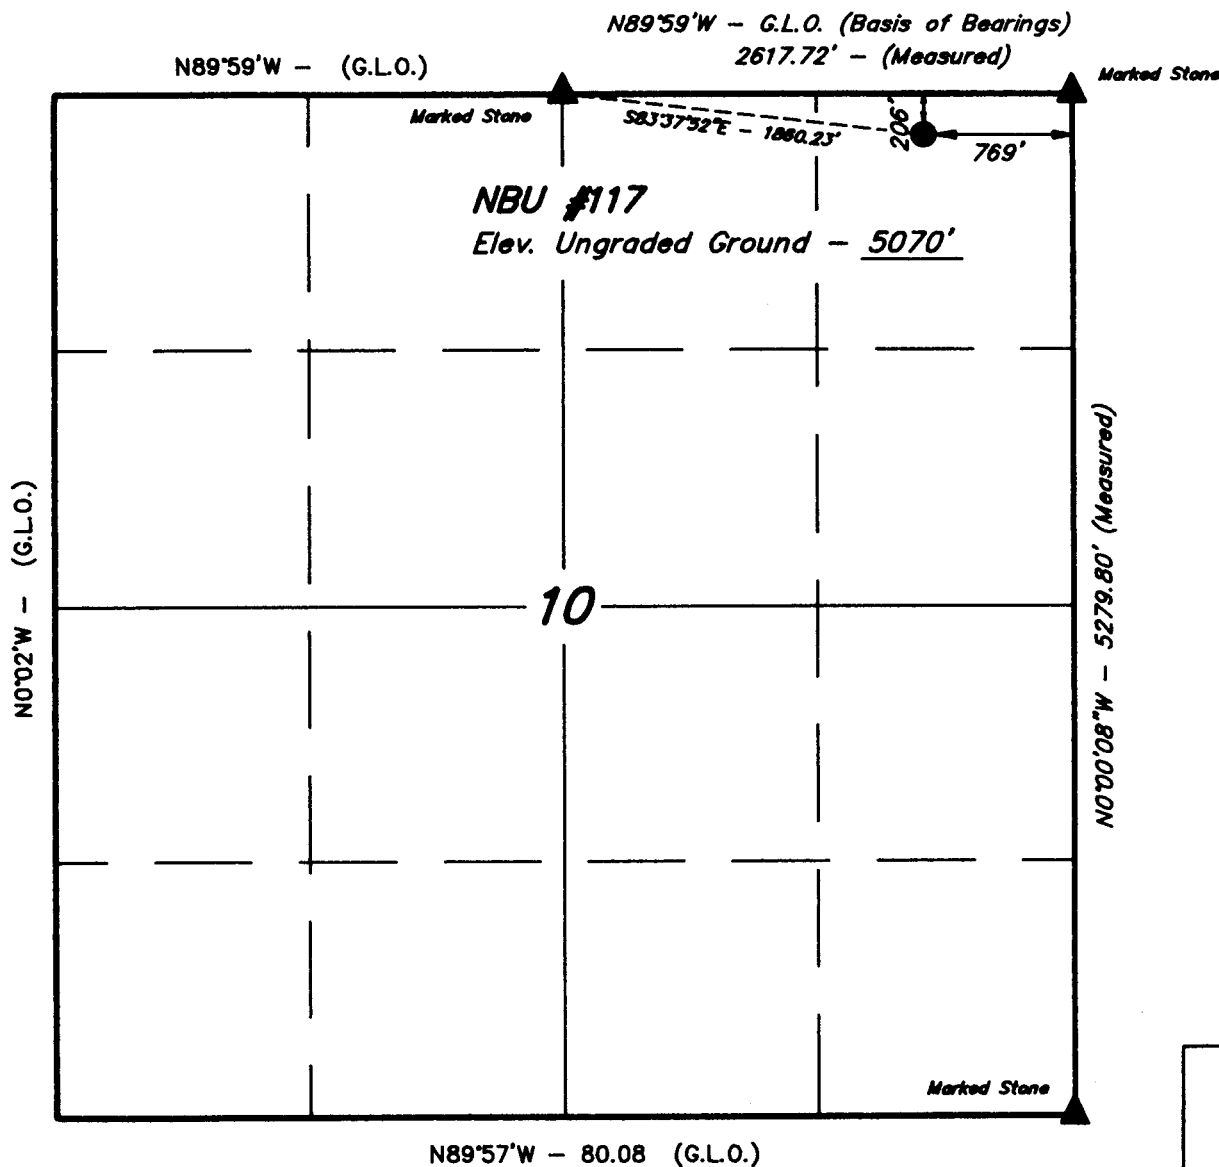 N89°59'W - G.L.O. (Basis of Bearings)
2617.72' - (Measured)
N89°59'W - (G.L.O.)
Marked Stone
Marked Stone
S83°37'52"E - 1860.23'
206'
769'
NBU #117
Elev. Ungraded Ground - 5070'
N0°02'W - (G.L.O.)
10
N0°00'08"W - 5279.80' (Measured)
Marked Stone
N89°57'W - 80.08 (G.L.O.)